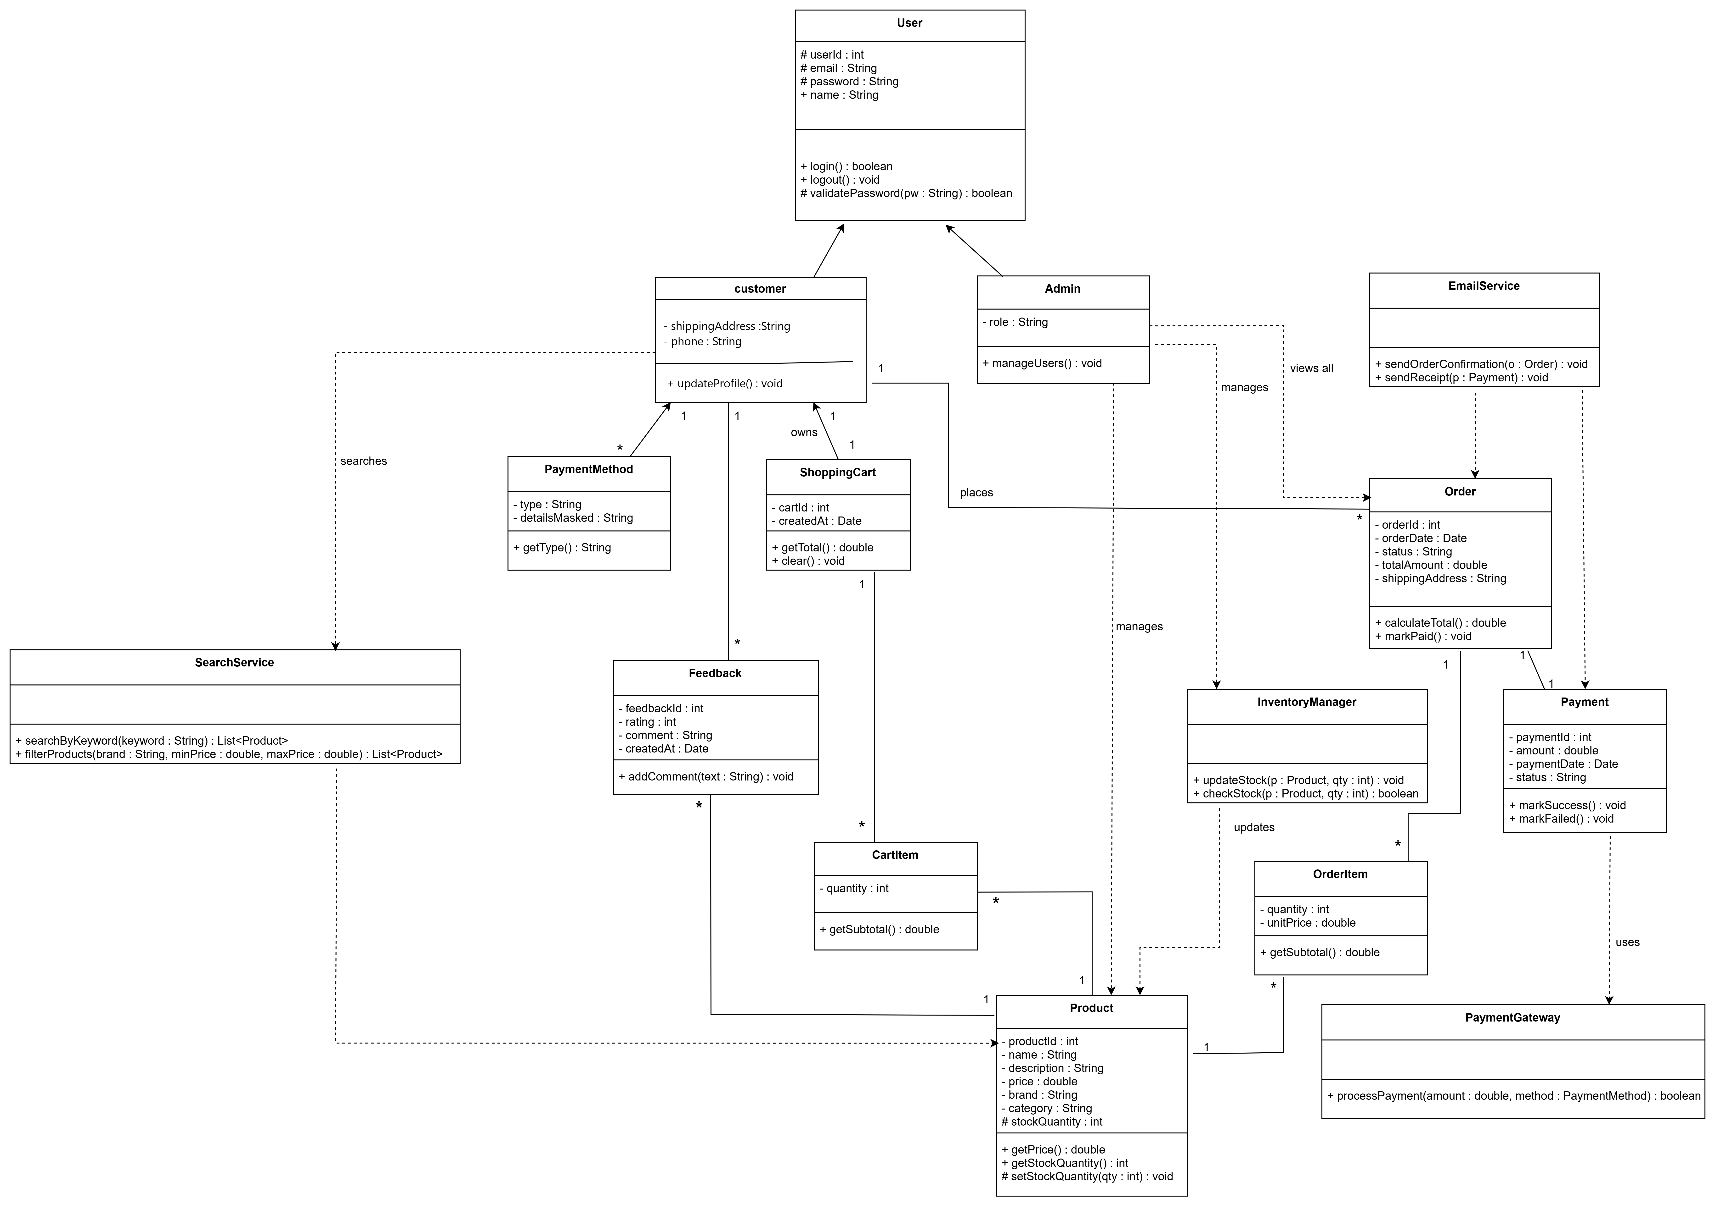 User
# userId : int
# email : String
# password : String
+ name : String
+ login() : boolean
+ logout() : void
# validatePassword(pw : String) : boolean
customer
- shippingAddress :String
- phone : String
+ updateProfile() : void
Admin
- role : String
+ manageUsers() : void
EmailService
+ sendOrderConfirmation(o : Order) : void
+ sendReceipt(p : Payment) : void
views all
manages
1
1
1
1
owns
1
*
searches
PaymentMethod
- type : String
- detailsMasked : String
+ getType() : String
ShoppingCart
- cartId : int
- createdAt : Date
+ getTotal() : double
+ clear() : void
1
places
*
Order
- orderId : int
- orderDate : Date
- status : String
- totalAmount : double
- shippingAddress : String
+ calculateTotal() : double
+ markPaid() : void
manages
*
1
1
1
SearchService
+ searchByKeyword(keyword : String) : List<Product>
+ filterProducts(brand : String, minPrice : double, maxPrice : double) : List<Product>
Feedback
- feedbackId : int
- rating : int
- comment : String
- createdAt : Date
+ addComment(text : String) : void
*
InventoryManager
+ updateStock(p : Product, qty : int) : void
+ checkStock(p : Product, qty : int) : boolean
updates
Payment
- paymentId : int
- amount : double
- paymentDate : Date
- status : String
+ markSuccess() : void
+ markFailed() : void
*
CartItem
- quantity : int
+ getSubtotal() : double
*
1
*
OrderItem
- quantity : int
- unitPrice : double
+ getSubtotal() : double
*
uses
1
1
Product
- productId : int
- name : String
- description : String
- price : double
- brand : String
- category : String
# stockQuantity : int
+ getPrice() : double
+ getStockQuantity() : int
# setStockQuantity(qty : int) : void
PaymentGateway
+ processPayment(amount : double, method : PaymentMethod) : boolean